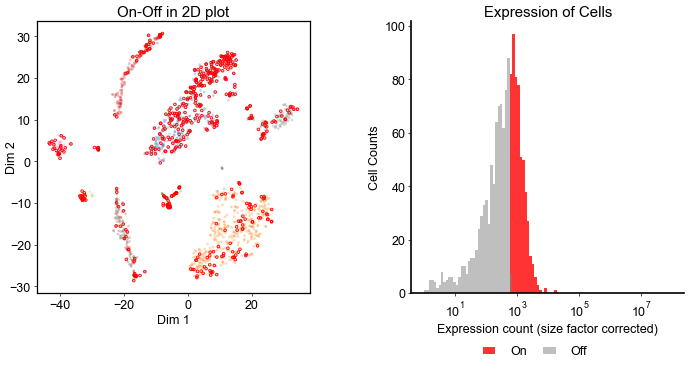 On-Off in 2D plot
Dim 2
30
20
10
0
−10
−20
−30
−40
−20
0
20
Dim 1
Expression of Cells
Cell Counts
100
80
60
40
20
0
10^1
10^3
10^5
10^7
Expression count (size factor corrected)
On
Off